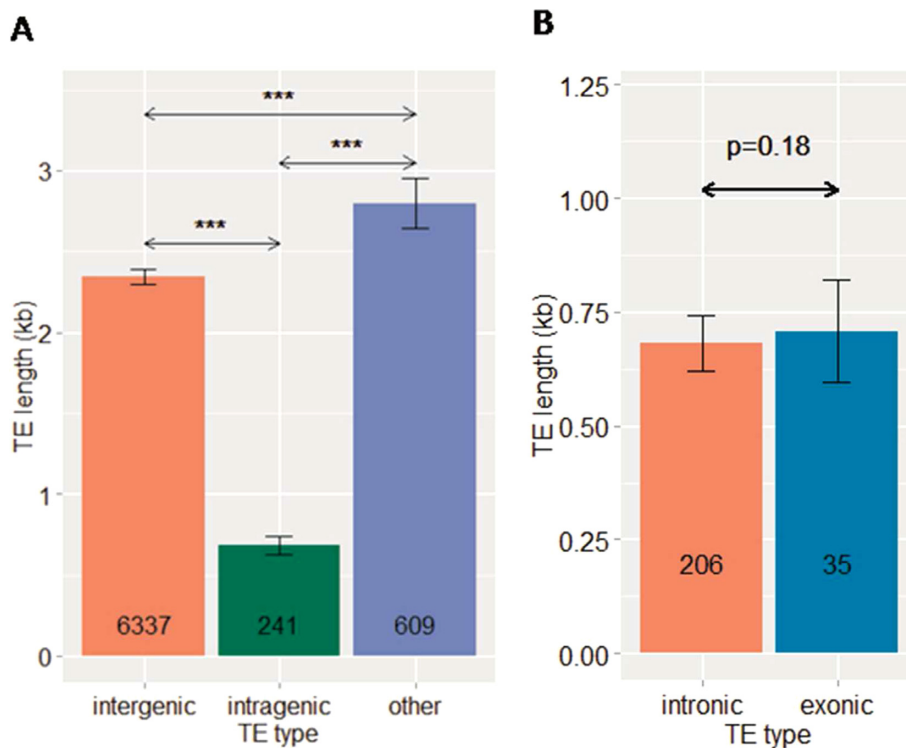 A
TE length (kb)
3
2
1
0
***
***
***
6337
241
609
intergenic
intragenic
other
TE type
B
TE length (kb)
1.25
1.00
0.75
0.50
0.25
0.00
p=0.18
206
35
intronic
exonic
TE type